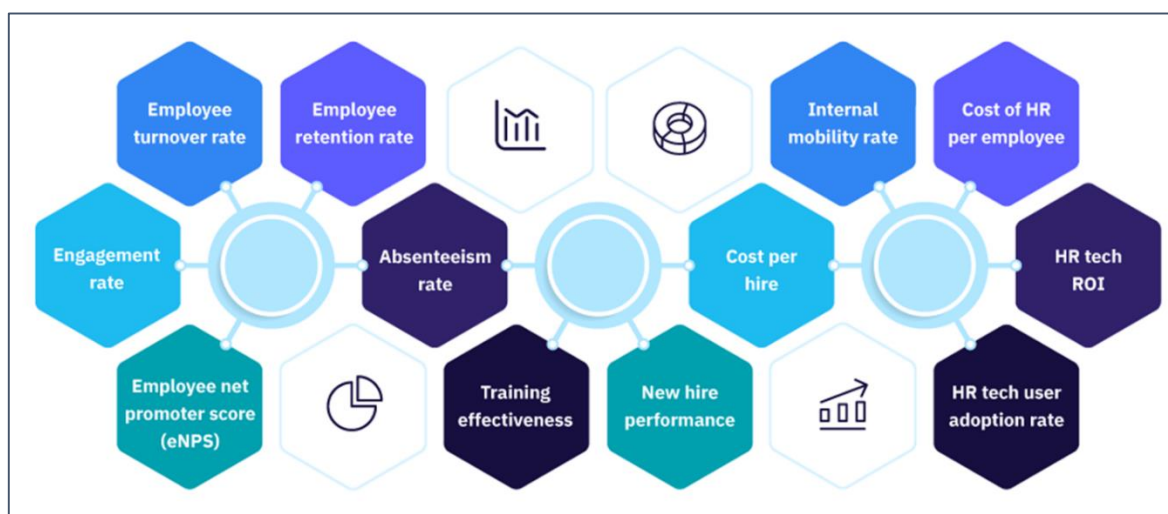 Employee
turnover rate
Employee
retention rate
Internal
mobility rate
Cost of HR
per employee
Engagement
rate
Absenteeism
rate
Cost per
hire
HR tech
ROI
Employee net
promoter score
(eNPS)
Training
effectiveness
New hire
performance
HR tech user
adoption rate